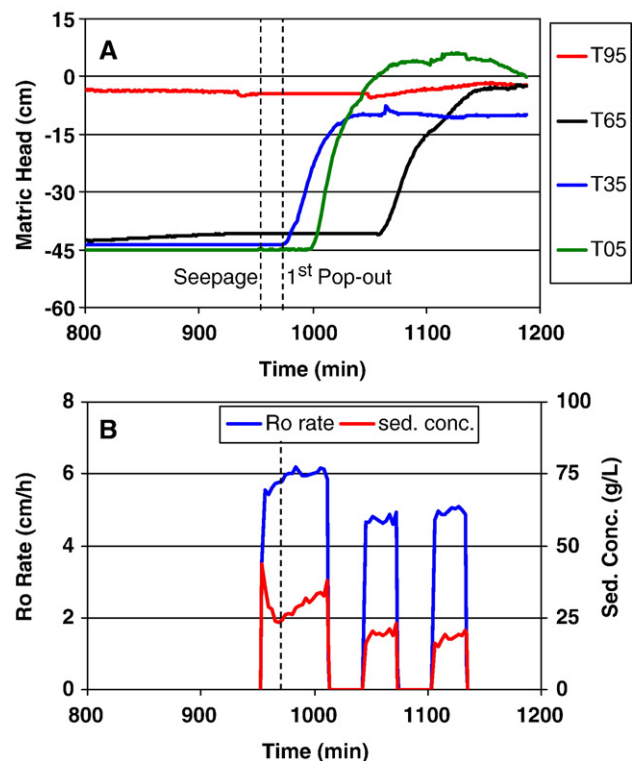 A
Matric Head (cm)
15
0
-15
-30
-45
-60
Seepage
1st Pop-out
800
900
1000
1100
1200
Time (min)
T95
T65
T35
T05
B
Ro rate
sed. conc.
Ro Rate (cm/h)
8
6
4
2
0
100
75
50
25
0
Sed. Conc. (g/L)
800
900
1000
1100
1200
Time (min)